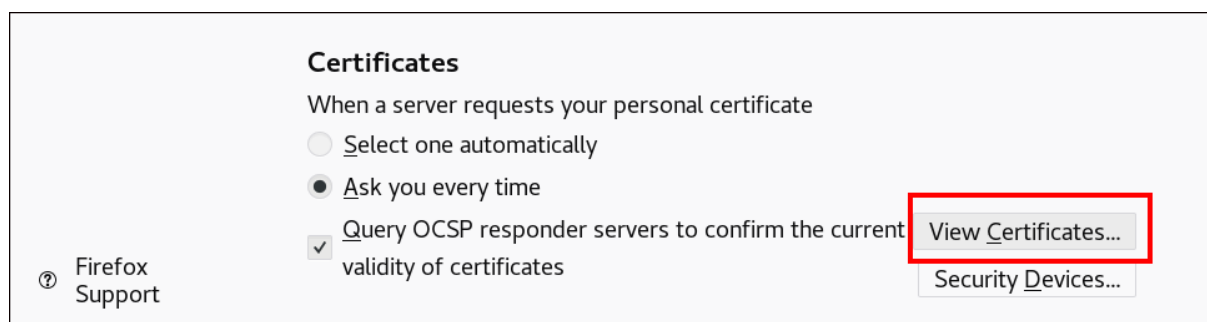 Certificates
When a server requests your personal certificate
Select one automatically
Ask you every time
Query OCSP responder servers to confirm the current
validity of certificates
View Certificates...
Security Devices...
Firefox
Support